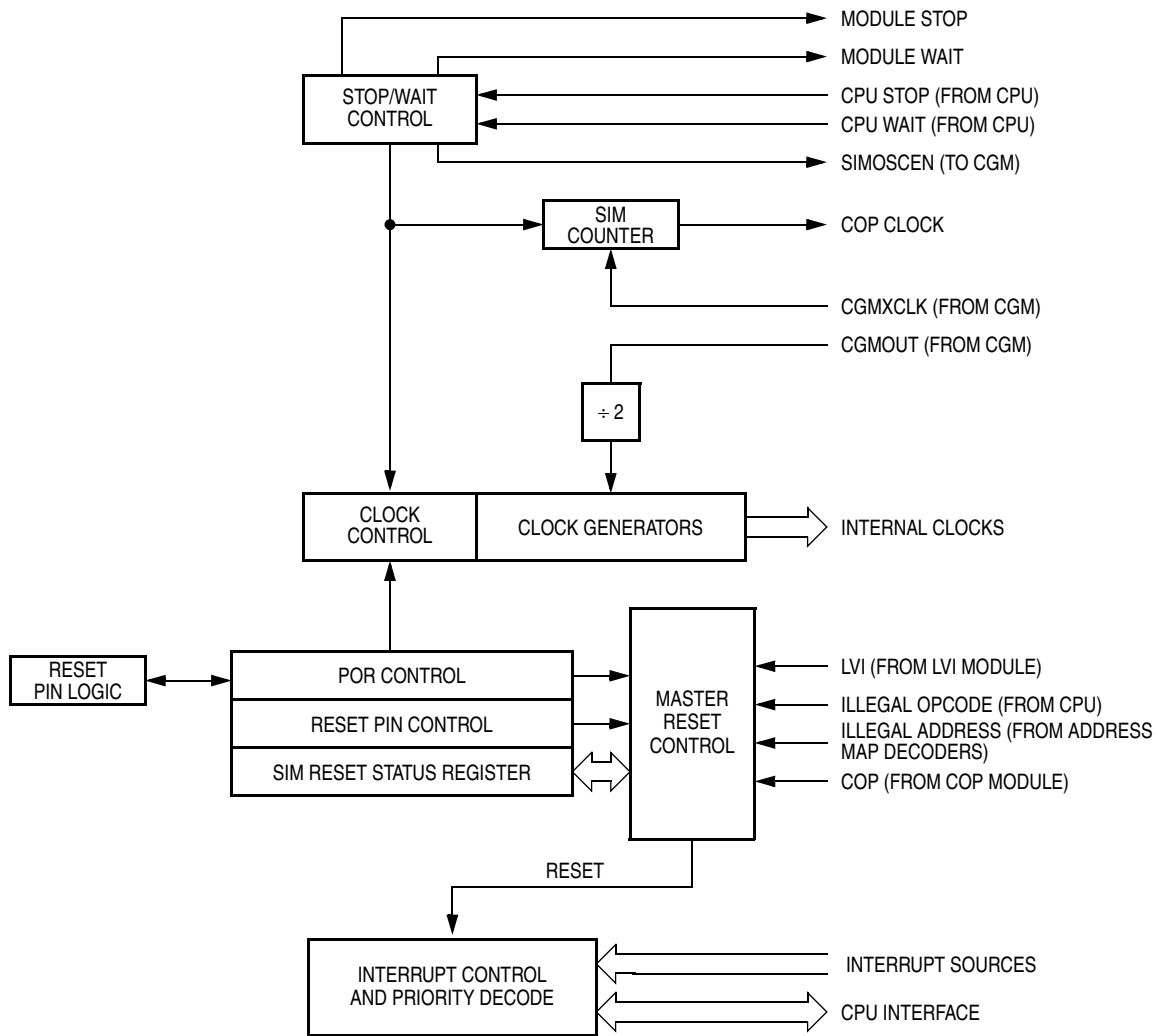 MODULE STOP
MODULE WAIT
STOP/WAIT
CONTROL
CPU STOP (FROM CPU)
CPU WAIT (FROM CPU)
SIMOSCEN (TO CGM)
SIM
COUNTER
COP CLOCK
CGMXCLK (FROM CGM)
CGMOUT (FROM CGM)
÷ 2
CLOCK
CONTROL
CLOCK GENERATORS
INTERNAL CLOCKS
RESET
PIN LOGIC
POR CONTROL
RESET PIN CONTROL
SIM RESET STATUS REGISTER
MASTER
RESET
CONTROL
LVI (FROM LVI MODULE)
ILLEGAL OPCODE (FROM CPU)
ILLEGAL ADDRESS (FROM ADDRESS
MAP DECODERS)
COP (FROM COP MODULE)
RESET
INTERRUPT CONTROL
AND PRIORITY DECODE
INTERRUPT SOURCES
CPU INTERFACE